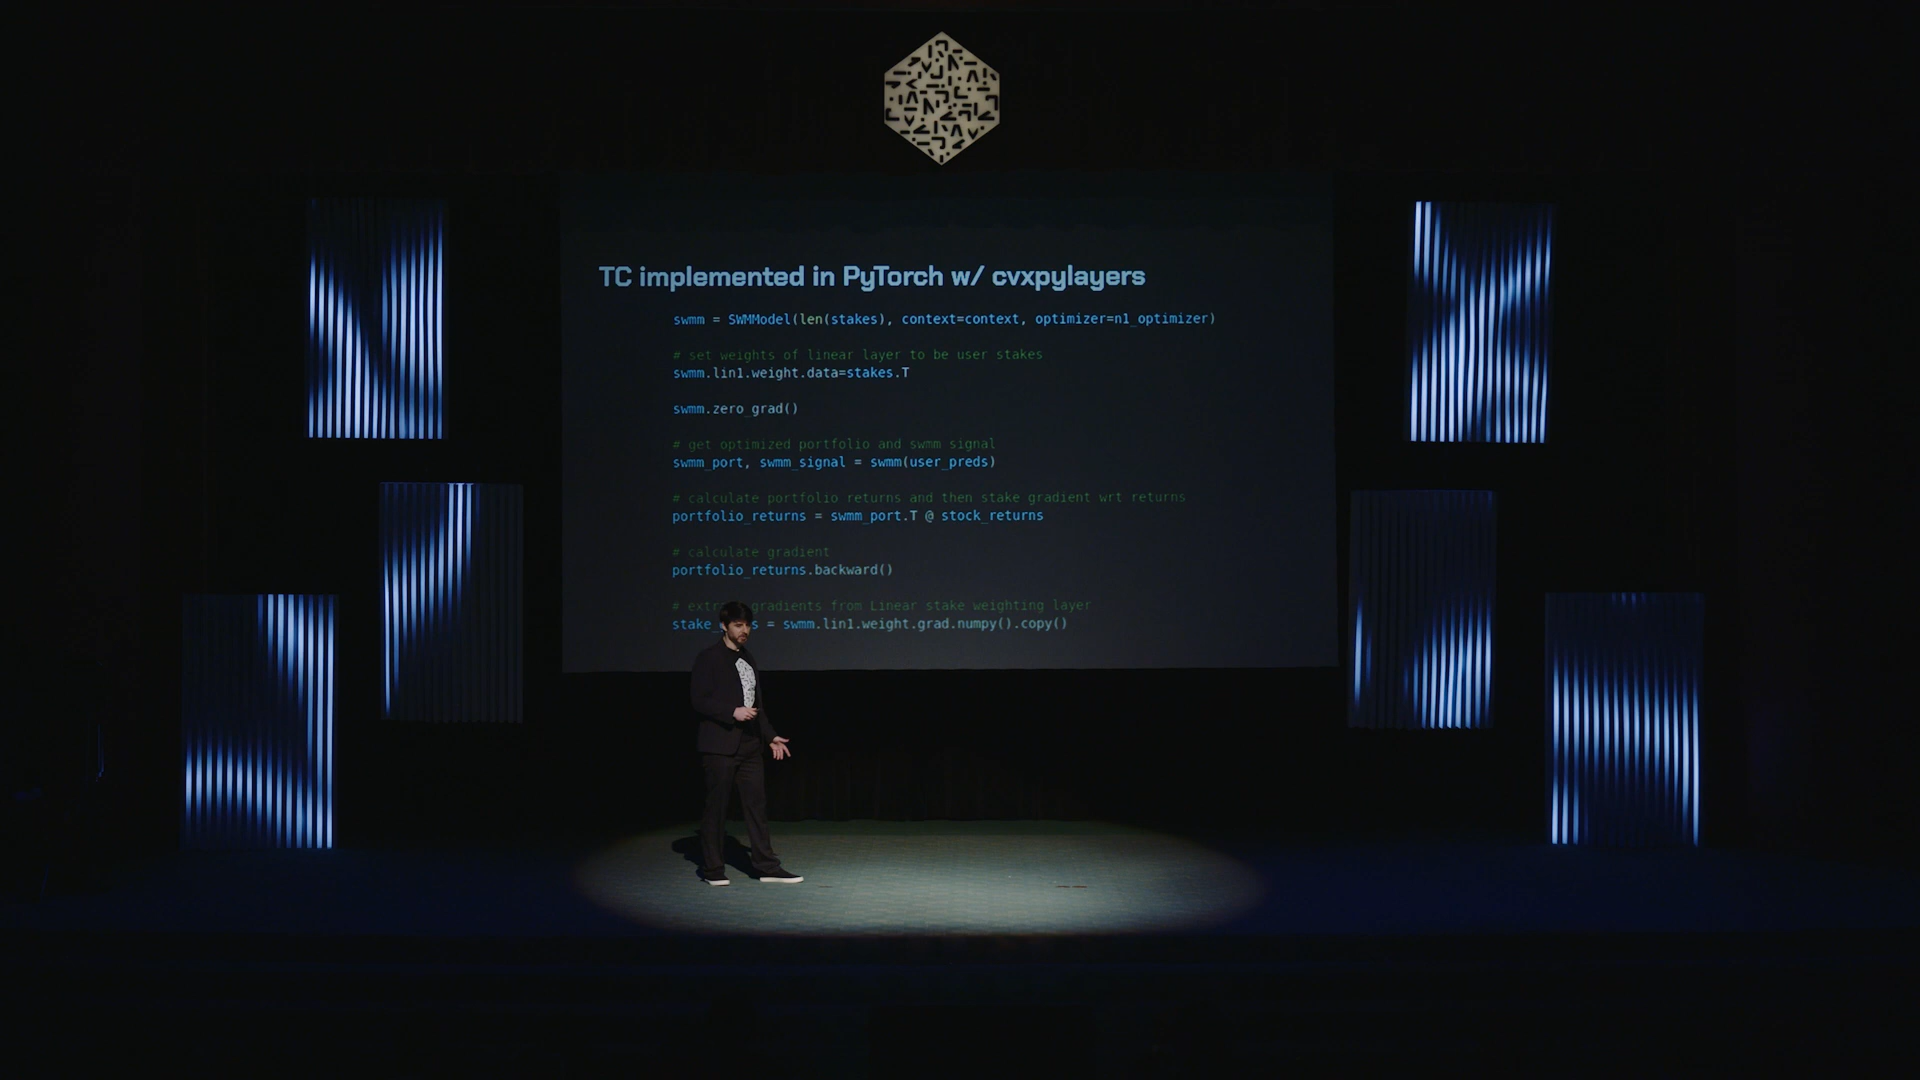 TC implemented in PyTorch w/ cvxpylayers
swmm = SWMModel(len(stakes), context=context, optimizer=n1_optimizer)
# set weights of linear layer to be user stakes
swmm.lin1.weight.data=stakes.T
swmm.zero_grad()
# get optimized portfolio and swmm signal
swmm_port, swmm_signal = swmm(user_preds)
# calculate portfolio returns and then stake gradient wrt returns
portfolio_returns = swmm_port.T @ stock_returns
# calculate gradient
portfolio_returns.backward()
# gradients from Linear stake weighting layer
= swmm.lin1.weight.grad.numpy().copy()